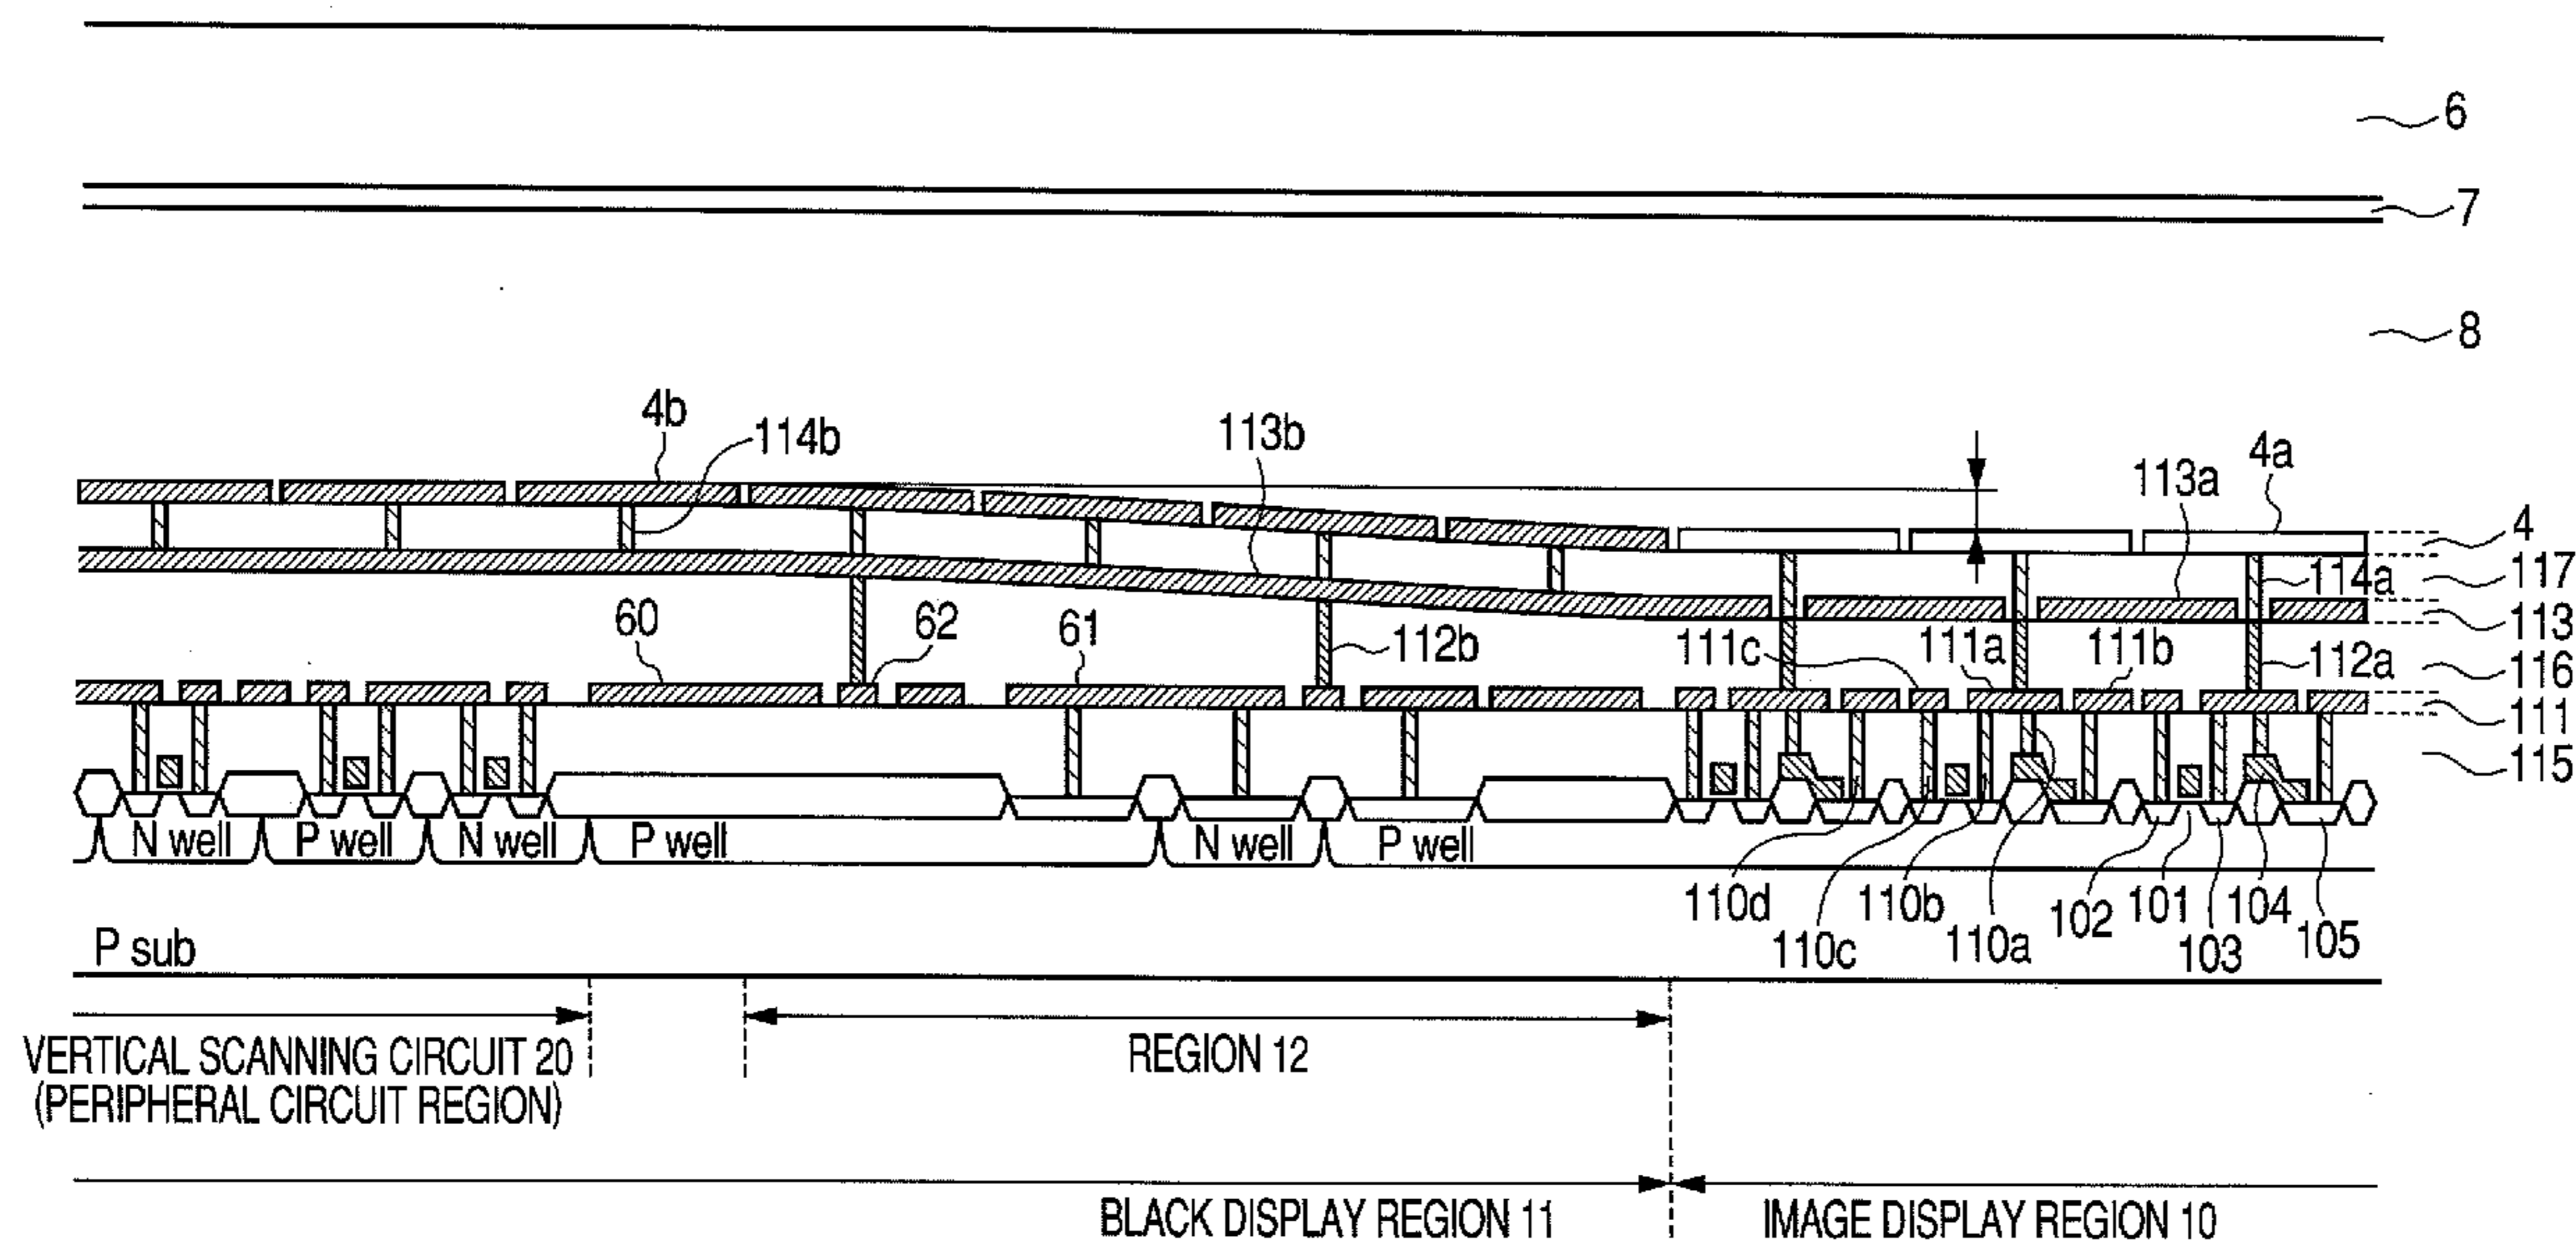 6
7
8
4b
114b
113b
113a
4a
4
117
114a
113
60
62
61
112b
111c
111a
111b
112a
116
111
115
N well
P well
N well
P well
N well
P well
110d
110c
110b
110a
102
101
103
104
105
P sub
VERTICAL SCANNING CIRCUIT 20
(PERIPHERAL CIRCUIT REGION)
REGION 12
BLACK DISPLAY REGION 11
IMAGE DISPLAY REGION 10